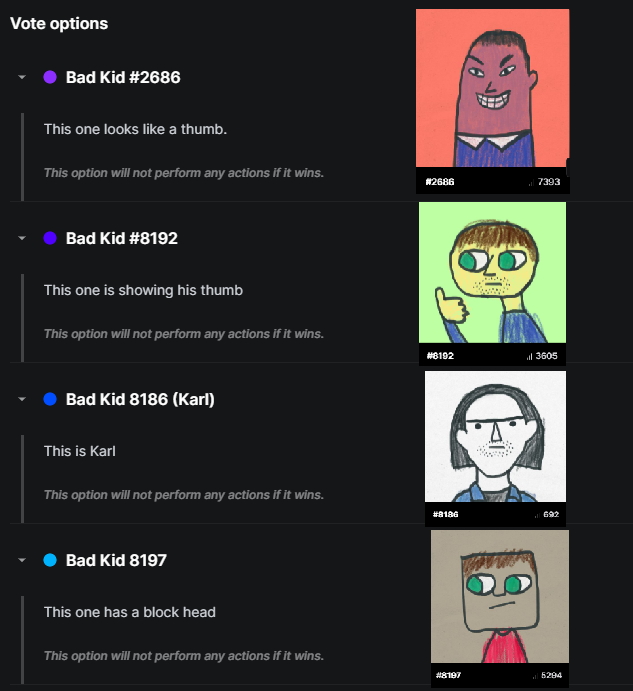 Vote options
Bad Kid #2686
This one looks like a thumb.
This option will not perform any actions if it wins.
#2686 7393
Bad Kid #8192
This one is showing his thumb
This option will not perform any actions if it wins.
#8192 3605
Bad Kid 8186 (Karl)
This is Karl
This option will not perform any actions if it wins.
#8186 692
Bad Kid 8197
This one has a block head
This option will not perform any actions if it wins.
#8197 5294